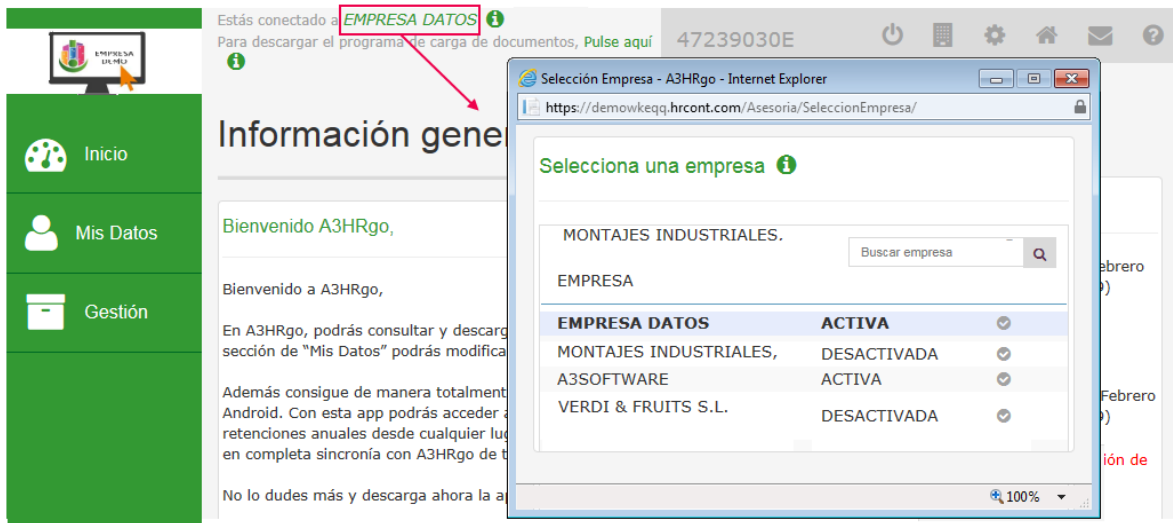 EMPRESA
DEMO
Inicio
Mis Datos
Gestión
Estás conectado a EMPRESA DATOS
Para descargar el programa de carga de documentos, Pulse aquí
47239030E
Información gene
Bienvenido A3HRgo,
Bienvenido a A3HRgo,
En A3HRgo, podrás consultar y descarg
sección de "Mis Datos" podrás modifica
Además consigue de manera totalment
Android. Con esta app podrás acceder a
retenciones anuales desde cualquier lug
en completa sincronía con A3HRgo de t
No lo dudes más y descarga ahora la a
Selección Empresa - A3HRgo - Internet Explorer
https://demowkeqq.hrcont.com/Asesoria/SeleccionEmpresa/
Selecciona una empresa
MONTAJES INDUSTRIALES.
Buscar empresa
EMPRESA
EMPRESA DATOS ACTIVA
MONTAJES INDUSTRIALES, DESACTIVADA
A3SOFTWARE ACTIVA
VERDI & FRUITS S.L. DESACTIVADA
100%
ebrero
)
Febrero
)
ión de